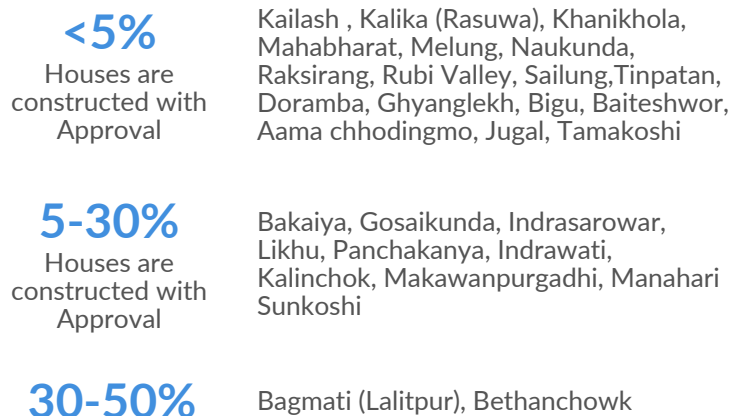 <5%
Houses are
constructed with
Approval
Kailash , Kalika (Rasuwa), Khanikhola,
Mahabharat, Melung, Naukunda,
Raksirang, Rubi Valley, Sailung,Tinpatan,
Doramba, Ghyanglekh, Bigu, Baiteshwor,
Aama chhodingmo, Jugal, Tamakoshi
5-30%
Houses are
constructed with
Approval
Bakaiya, Gosaikunda, Indrasarowar,
Likhu, Panchakanya, Indrawati,
Kalinchok, Makawanpurgadhi, Manahari
Sunkoshi
30-50%
Bagmati (Lalitpur), Bethanchowk